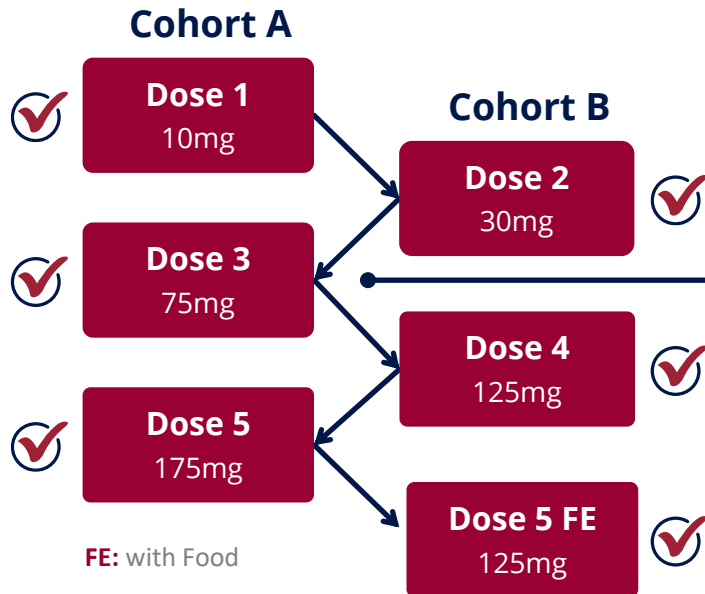 Cohort A
Dose 1
10mg
Cohort B
Dose 2
30mg
Dose 3
75mg
Dose 4
125mg
Dose 5
175mg
Dose 5 FE
125mg
FE: with Food